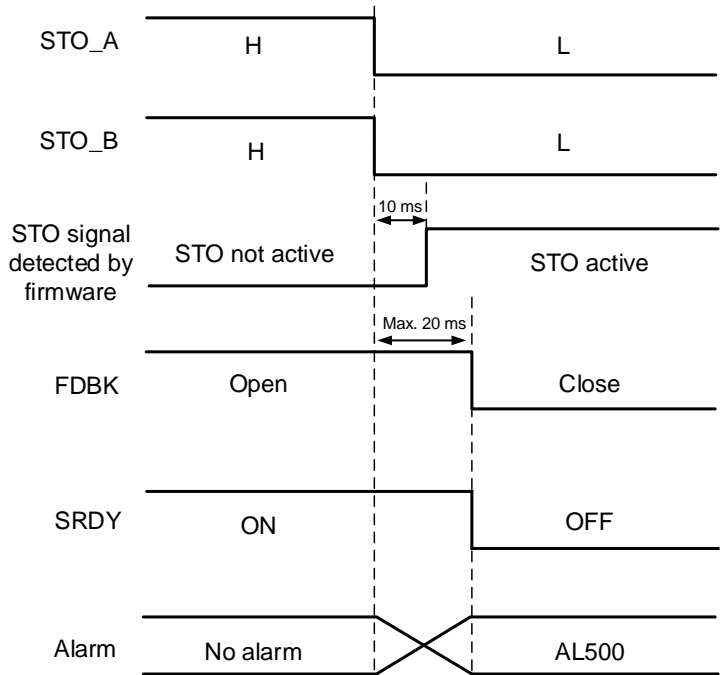 STO_A
H
L
STO_B
H
L
10 ms
STO signal
detected by
firmware
STO not active
STO active
Max. 20 ms
FDBK
Open
Close
SRDY
ON
OFF
Alarm
No alarm
AL500